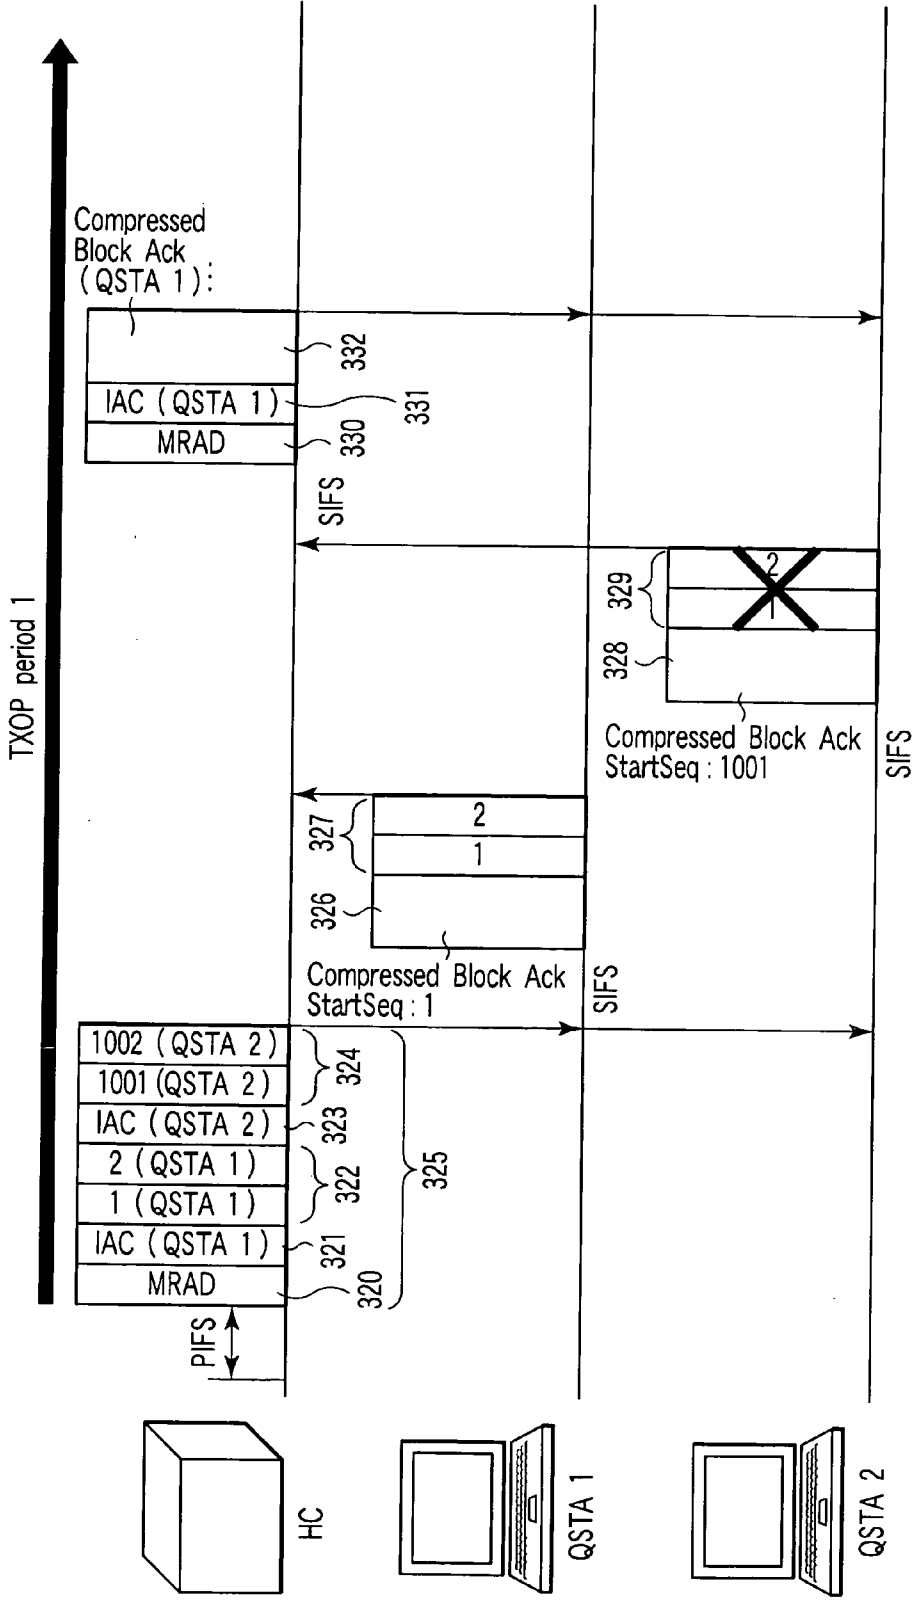 TXOP period 1
PIFS
MRAD
IAC (QSTA 1)
1 (QSTA 1)
2 (QSTA 1)
IAC (QSTA 2)
1001 (QSTA 2)
1002 (QSTA 2)
320
321
322
323
324
325
HC
Compressed Block Ack
StartSeq : 1
SIFS
326
327
1
2
QSTA 1
Compressed Block Ack
StartSeq : 1001
SIFS
328
329
1
2
QSTA 2
SIFS
MRAD
IAC (QSTA 1)
Compressed
Block Ack
(QSTA 1) ⋯
330
331
332